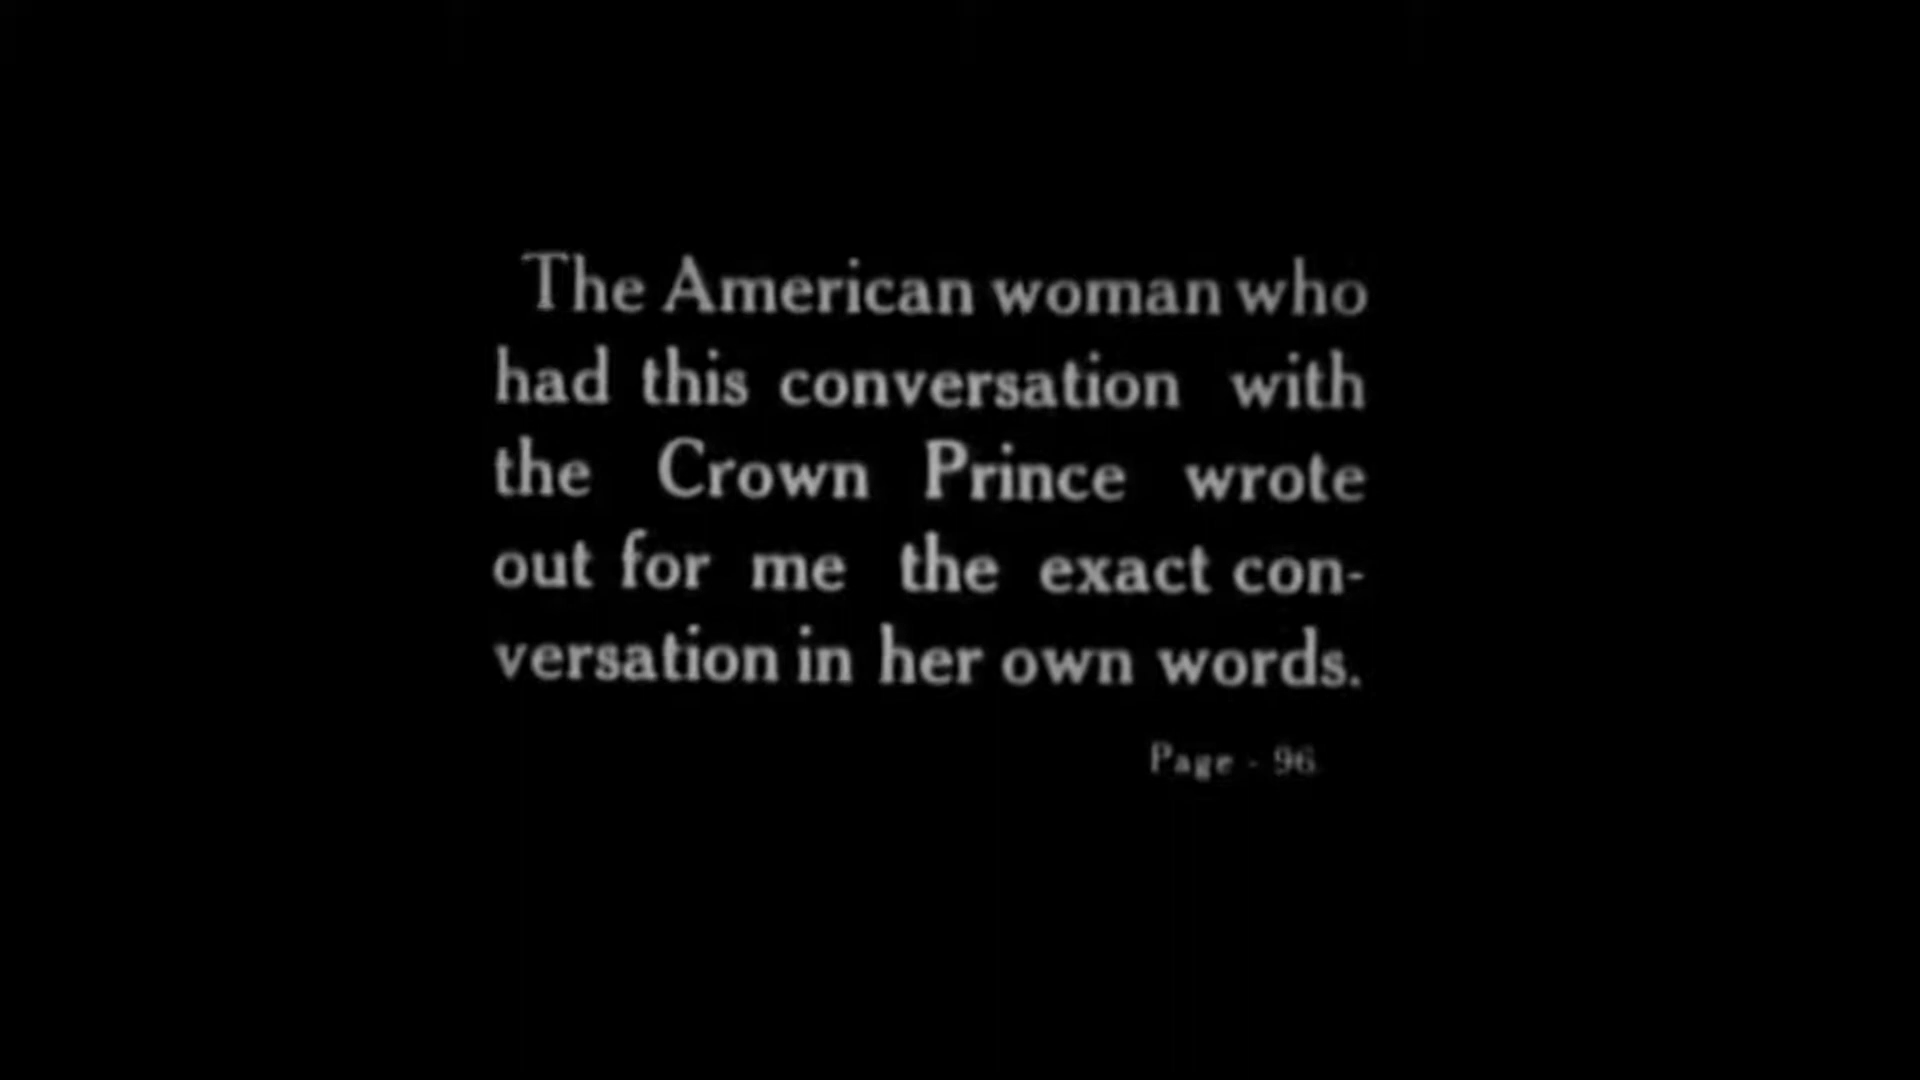 The American woman who
had this conversation with
the Crown Prince wrote
out for me the exact con-
versation in her own words.
Page - 96.